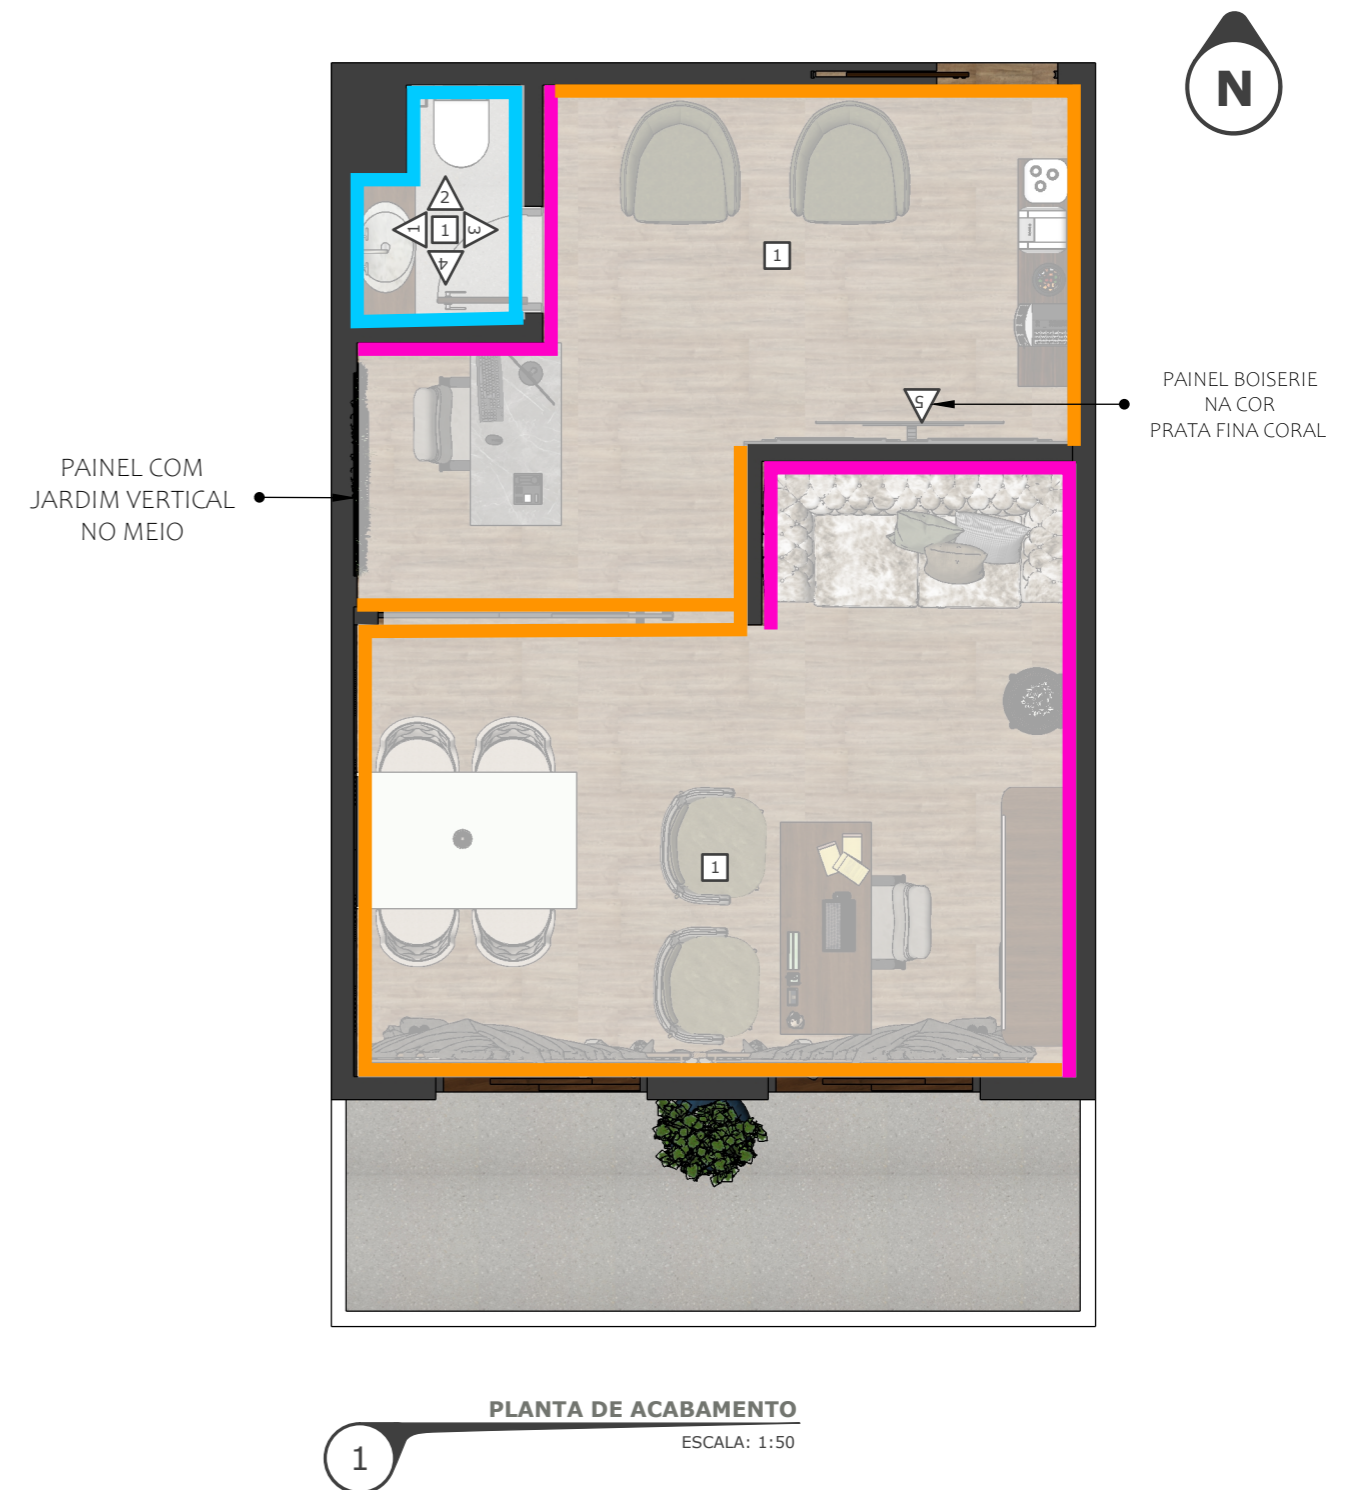 N
2
1
1
3
4
1
5
PAINEL BOISERIE
NA COR
PRATA FINA CORAL
PAINEL COM
JARDIM VERTICAL
NO MEIO
1
PLANTA DE ACABAMENTO
ESCALA: 1:50
1